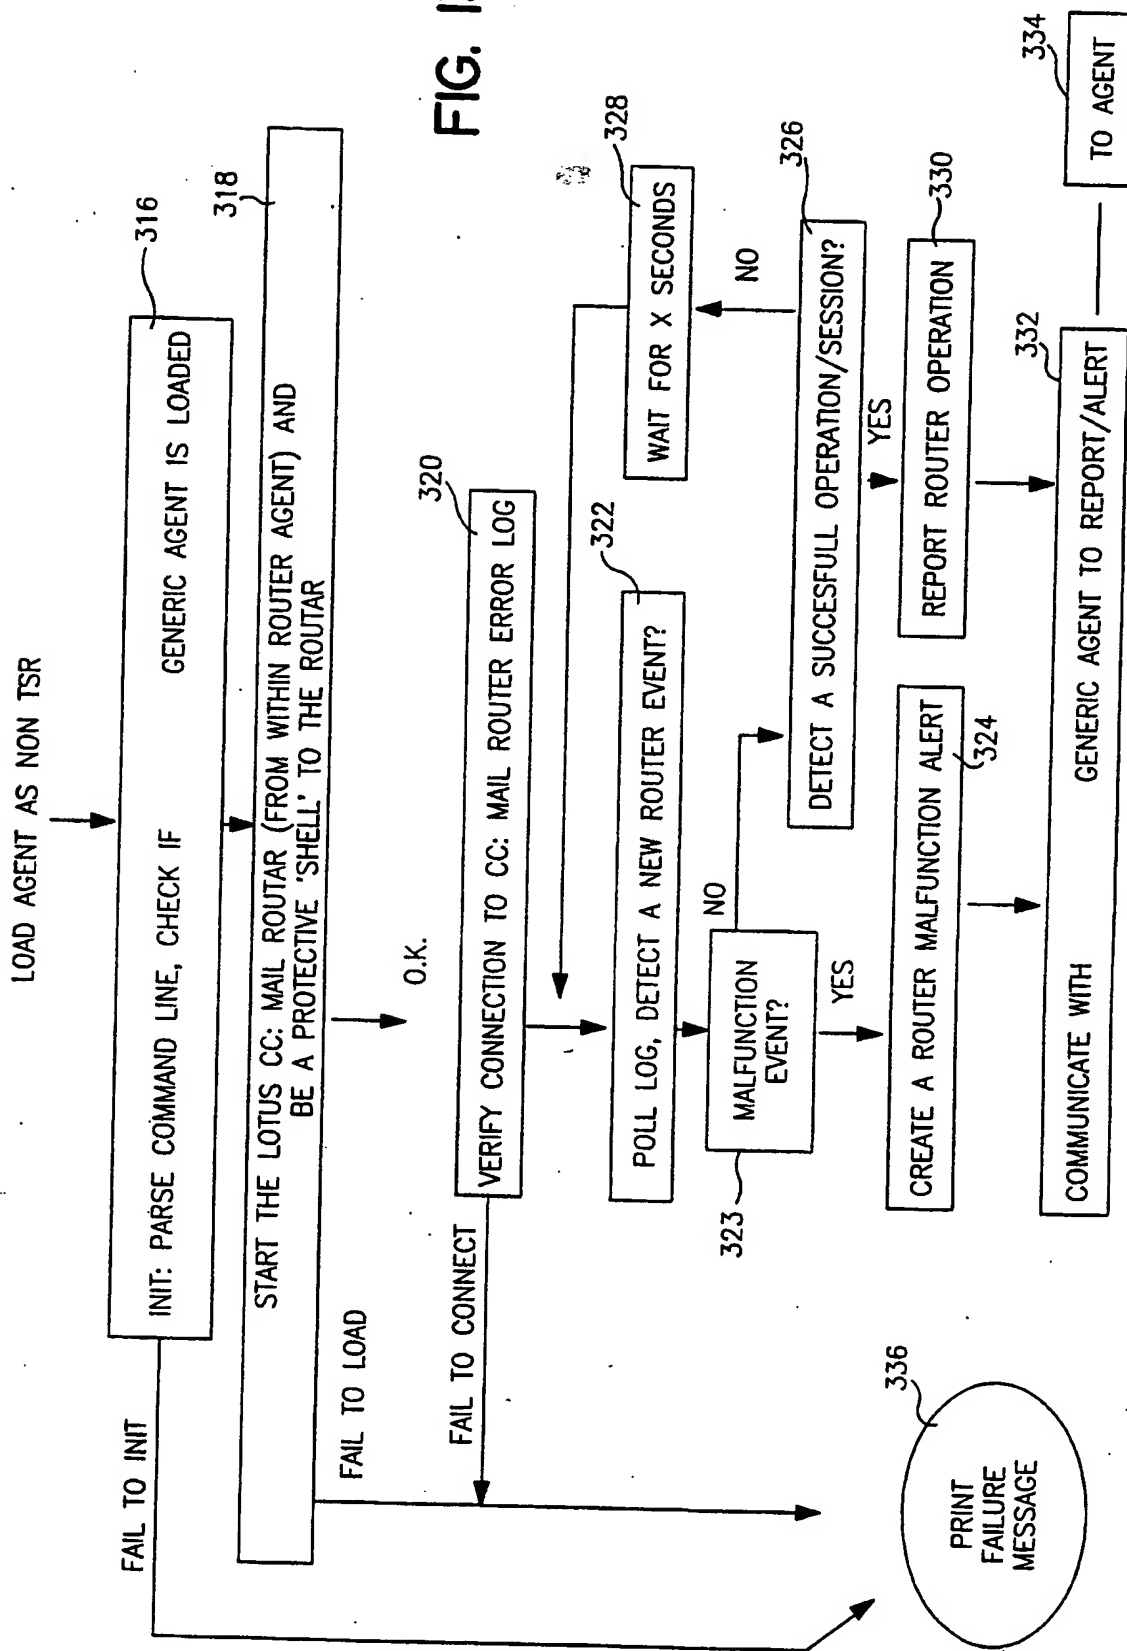 LOAD AGENT AS NON TSR
316
INIT: PARSE COMMAND LINE, CHECK IF GENERIC AGENT IS LOADED
FAIL TO INIT
318
START THE LOTUS CC: MAIL ROUTAR (FROM WITHIN ROUTER AGENT) AND
BE A PROTECTIVE 'SHELL' TO THE ROUTAR
FAIL TO LOAD
O.K.
FIG.
320
VERIFY CONNECTION TO CC: MAIL ROUTER ERROR LOG
FAIL TO CONNECT
328
WAIT FOR X SECONDS
322
POLL LOG, DETECT A NEW ROUTER EVENT?
NO
323
MALFUNCTION
EVENT?
NO
YES
326
DETECT A SUCCESFULL OPERATION/SESSION?
YES
324
CREATE A ROUTER MALFUNCTION ALERT
330
REPORT ROUTER OPERATION
332
COMMUNICATE WITH GENERIC AGENT TO REPORT/ALERT
334
TO AGENT
336
PRINT
FAILURE
MESSAGE